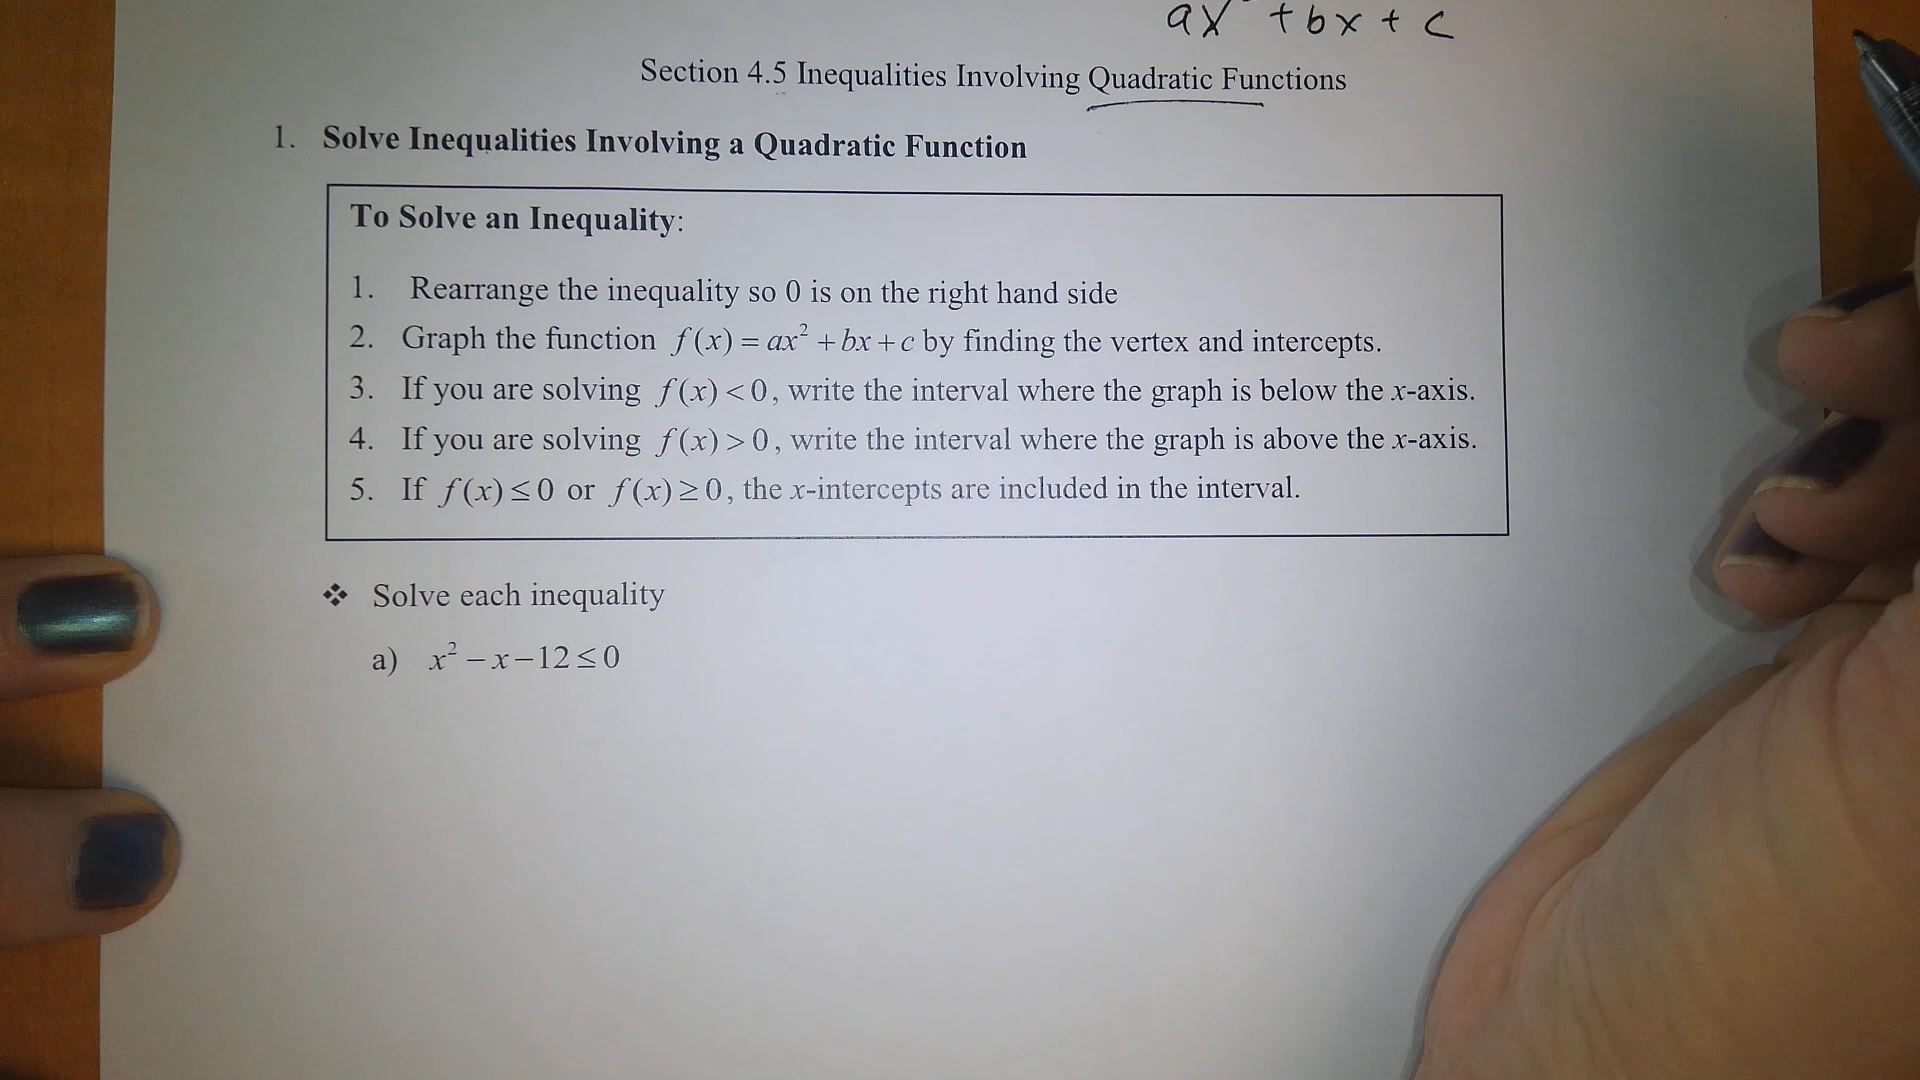 ax² + bx + c
Section 4.5 Inequalities Involving Quadratic Functions
1. Solve Inequalities Involving a Quadratic Function
To Solve an Inequality:
1. Rearrange the inequality so 0 is on the right hand side
2. Graph the function f(x) = ax² + bx + c by finding the vertex and intercepts.
3. If you are solving f(x) < 0, write the interval where the graph is below the x-axis.
4. If you are solving f(x) > 0, write the interval where the graph is above the x-axis.
5. If f(x) ≤ 0 or f(x) ≥ 0, the x-intercepts are included in the interval.
❖ Solve each inequality
a) x² − x − 12 ≤ 0